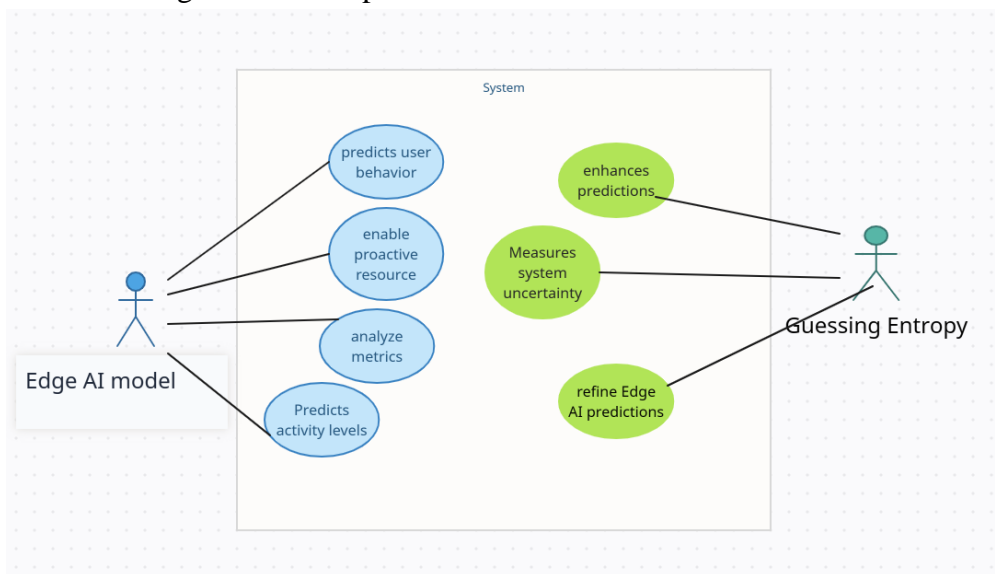 System
predicts user
behavior
enable
proactive
resource
analyze
metrics
Predicts
activity levels
enhances
predictions
Measures
system
uncertainty
refine Edge
AI predictions
Edge AI model
Guessing Entropy